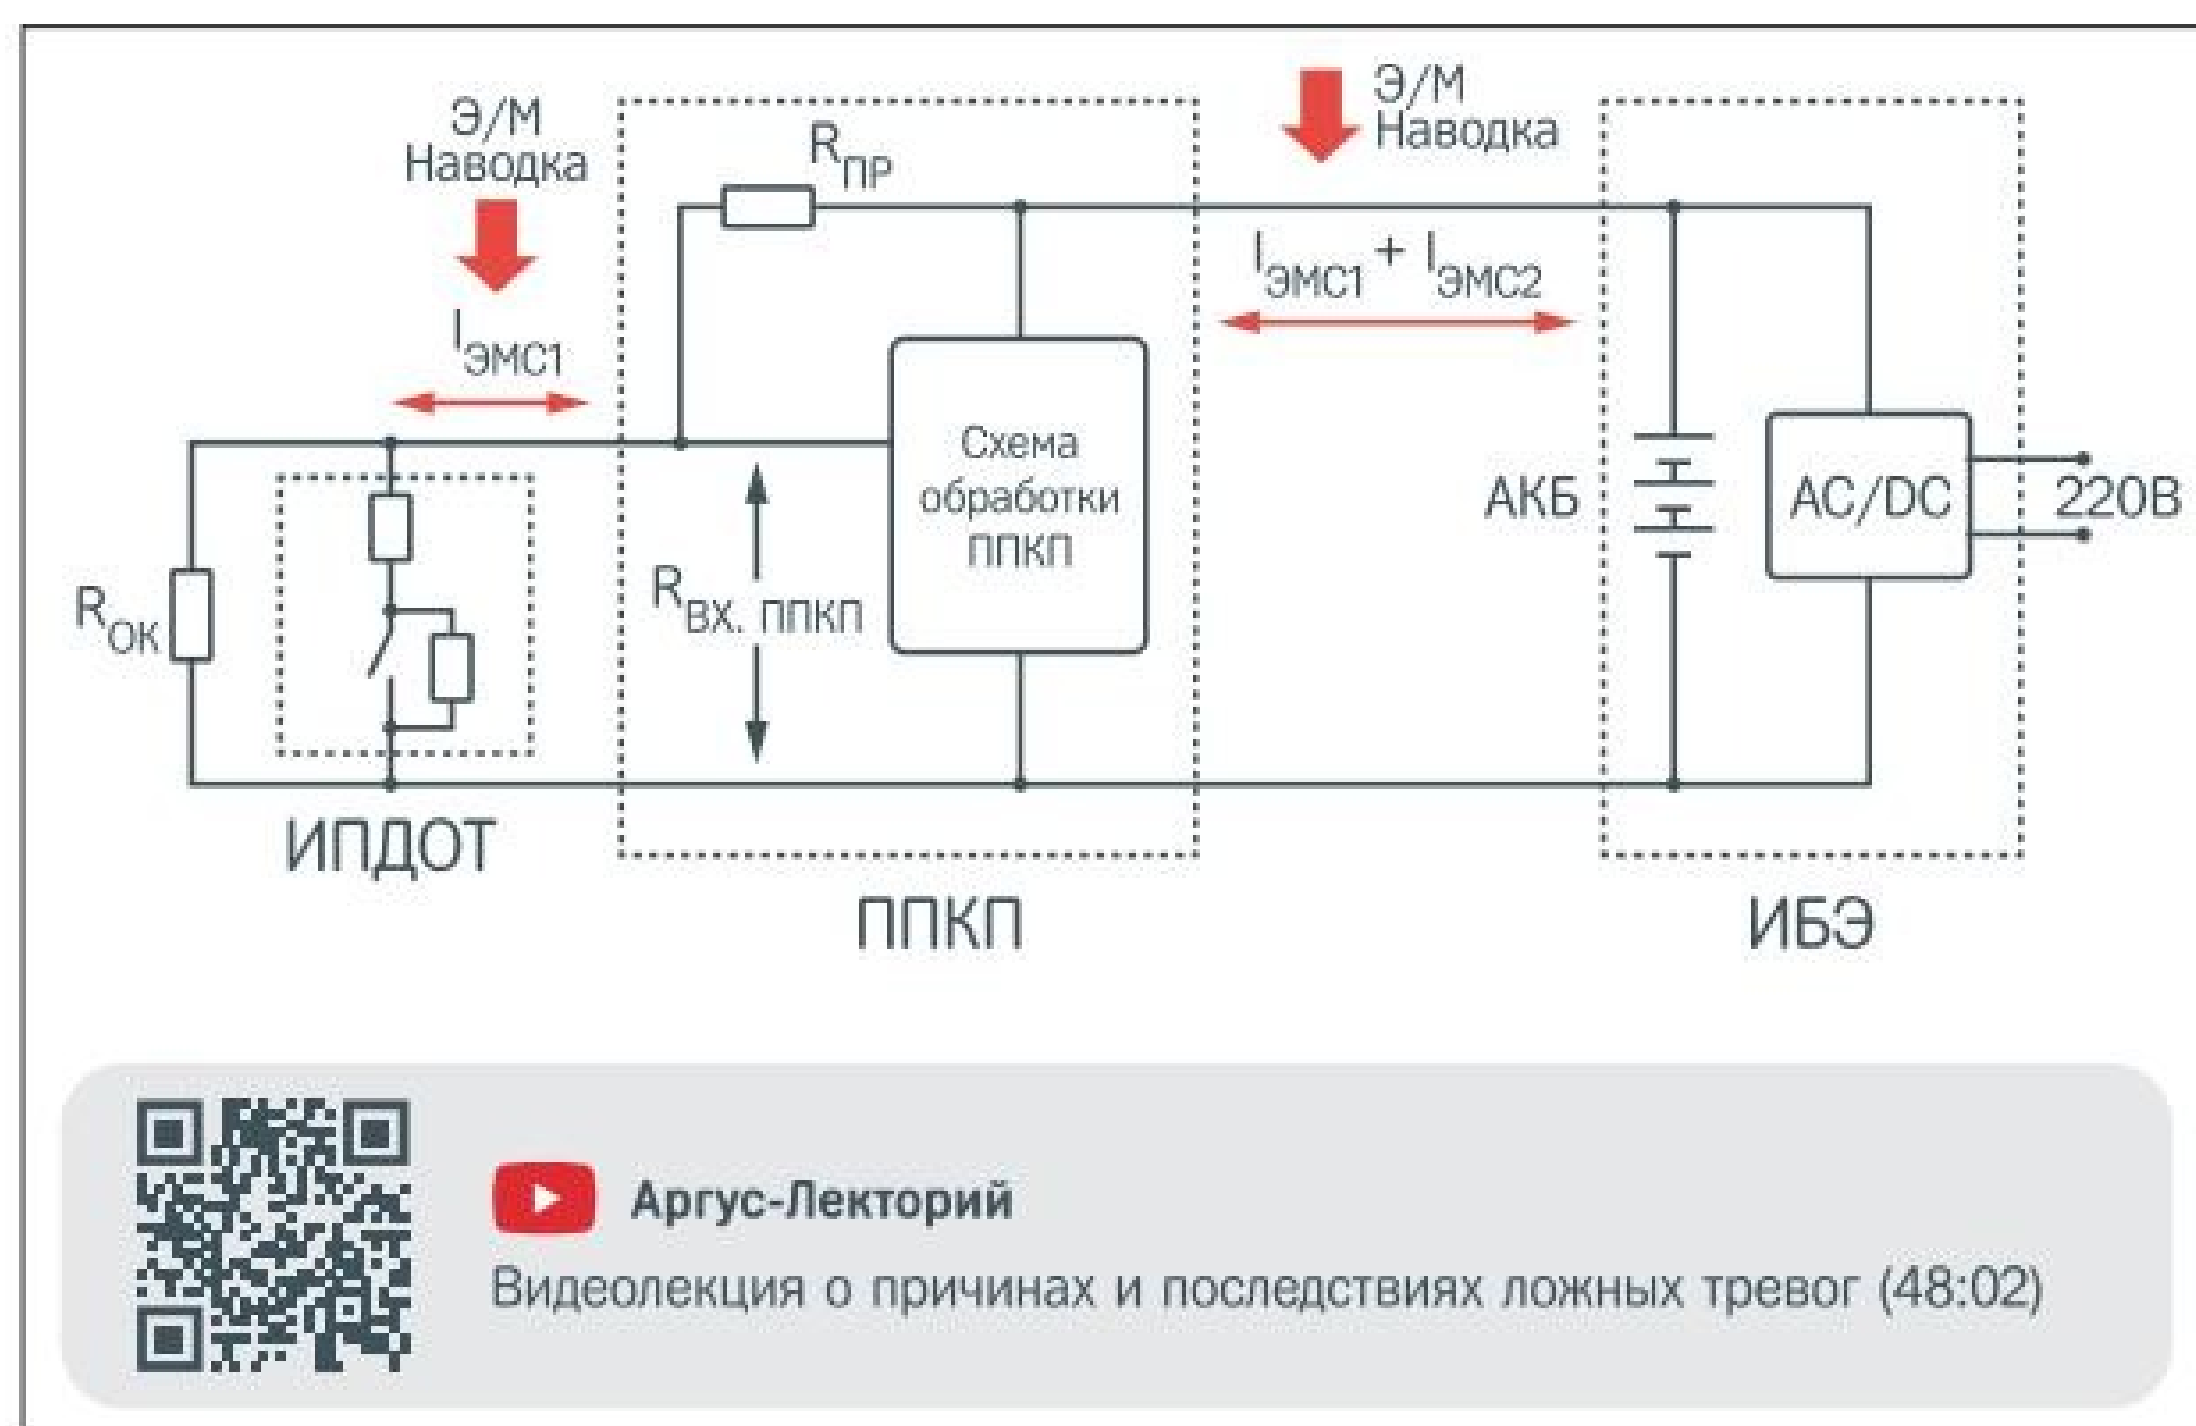 Э/М
Наводка
Э/М
Наводка
RПР
IЭМС1 + IЭМС2
IЭМС1
Схема
обработки
ППКП
АКБ
AC/DC
220В
RОК
RВХ. ППКП
ИПДОТ
ППКП
ИБЭ
Аргус-Лекторий
Видеолекция о причинах и последствиях ложных тревог (48:02)